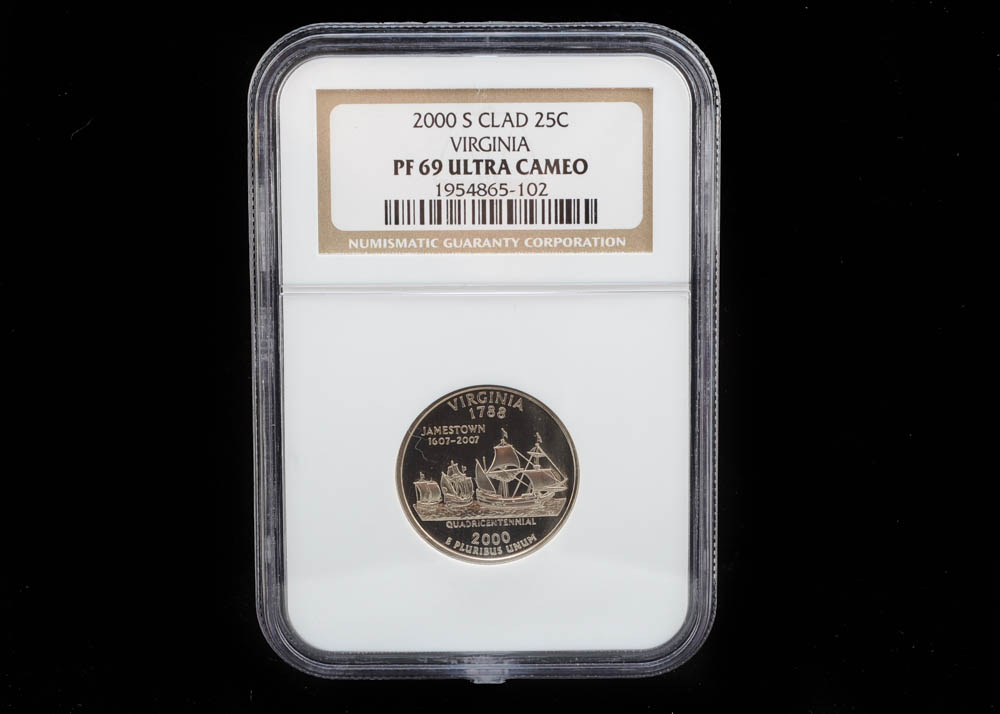 2000 S CLAD 25C
VIRGINIA
PF 69 ULTRA CAMEO
1954865-102
NUMISMATIC GUARANTY CORPORATION
VIRGINIA
1788
JAMESTOWN
1607-2007
QUADRICENTENNIAL
2000
E PLURIBUS UNUM